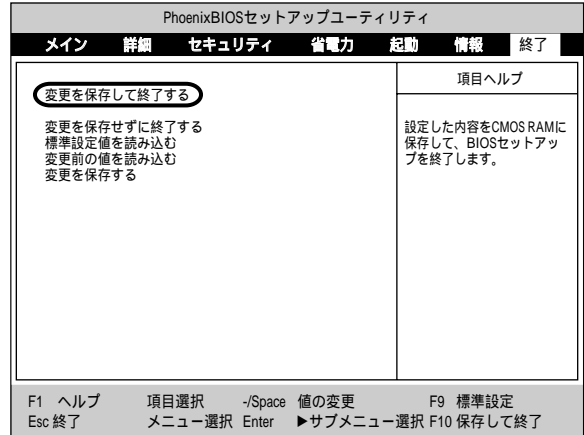 PhoenixBIOSセットアップユーティリティ
メイン 詳細 セキュリティ 省電力 起動 情報 終了
変更を保存して終了する
変更を保存せずに終了する
標準設定値を読み込む
変更前の値を読み込む
変更を保存する
項目ヘルプ
設定した内容をCMOS RAMに
保存して、BIOSセットアッ
プを終了します。
F1 ヘルプ 項目選択 -/Space 値の変更 F9 標準設定
Esc 終了 メニュー選択 Enter ▶サブメニュー選択 F10 保存して終了